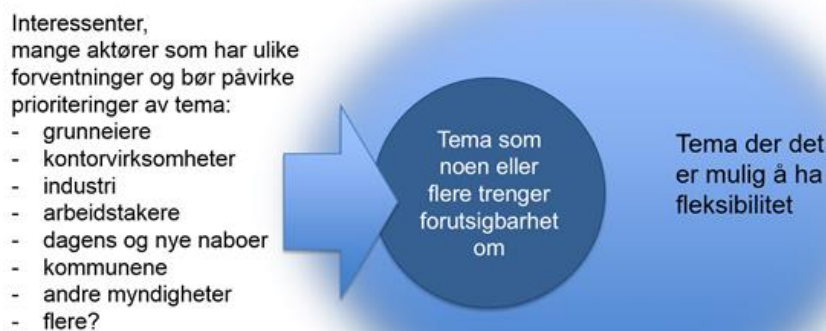 Interessenter,
mange aktører som har ulike
forventninger og bør påvirke
prioriteringer av tema:
- grunneiere
- kontorvirksomheter
- industri
- arbeidstakere
- dagens og nye naboer
- kommunene
- andre myndigheter
- flere?
Tema som
noen eller
flere trenger
forutsigbarhet
om
Tema der det
er mulig å ha
fleksibilitet